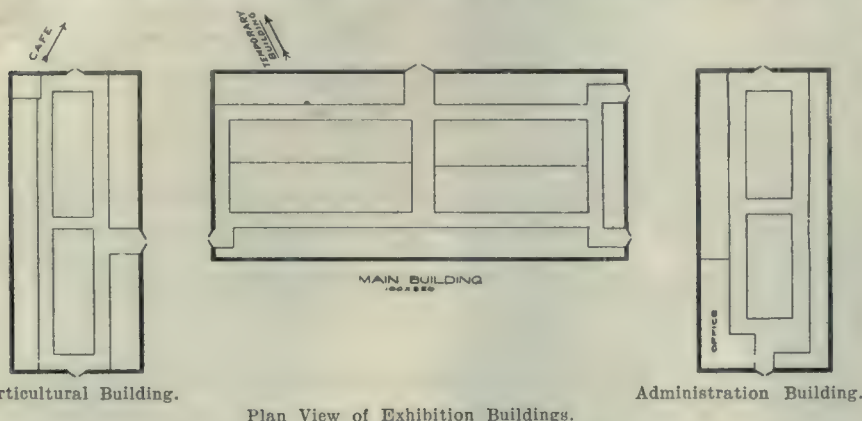 CAFE
TEMPORARY
BUILDING
MAIN BUILDING
OFFICE
rticultural Building.
Administration Building.
Plan View of Exhibition Buildings.